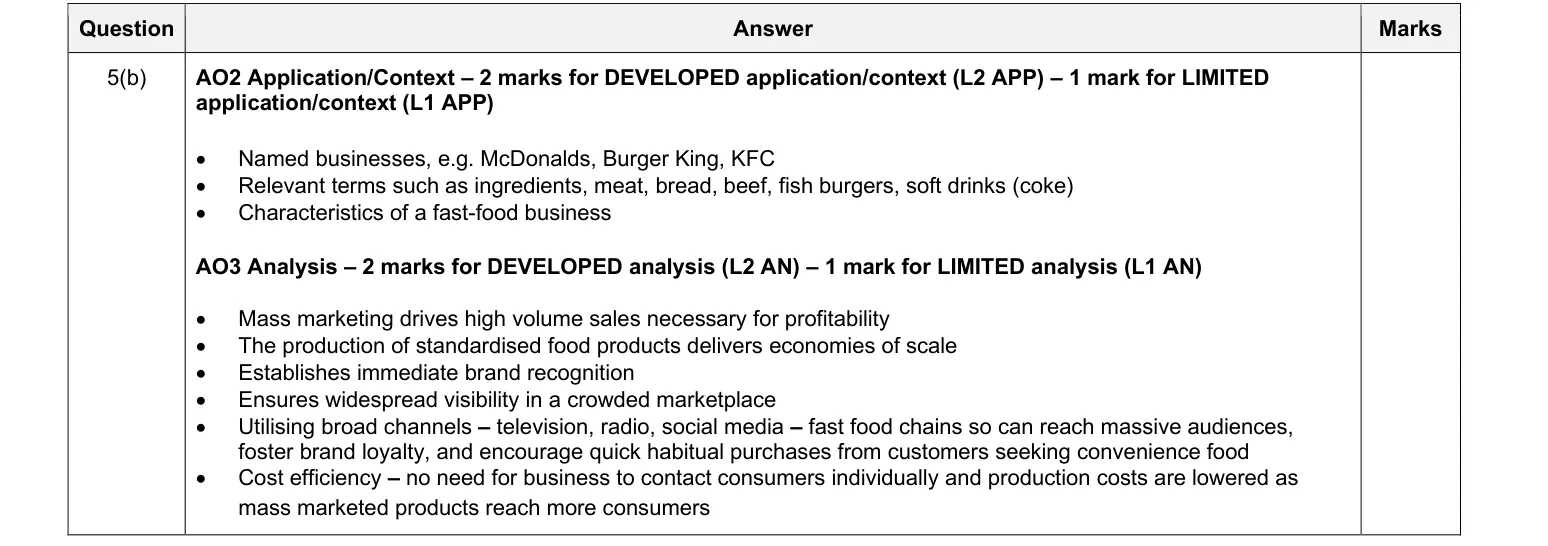 Question Answer Marks
5(b) AO2 Application/Context – 2 marks for DEVELOPED application/context (L2 APP) – 1 mark for LIMITED
application/context (L1 APP)
• Named businesses, e.g. McDonalds, Burger King, KFC
• Relevant terms such as ingredients, meat, bread, beef, fish burgers, soft drinks (coke)
• Characteristics of a fast-food business
AO3 Analysis – 2 marks for DEVELOPED analysis (L2 AN) – 1 mark for LIMITED analysis (L1 AN)
• Mass marketing drives high volume sales necessary for profitability
• The production of standardised food products delivers economies of scale
• Establishes immediate brand recognition
• Ensures widespread visibility in a crowded marketplace
• Utilising broad channels – television, radio, social media – fast food chains so can reach massive audiences,
foster brand loyalty, and encourage quick habitual purchases from customers seeking convenience food
• Cost efficiency – no need for business to contact consumers individually and production costs are lowered as
mass marketed products reach more consumers